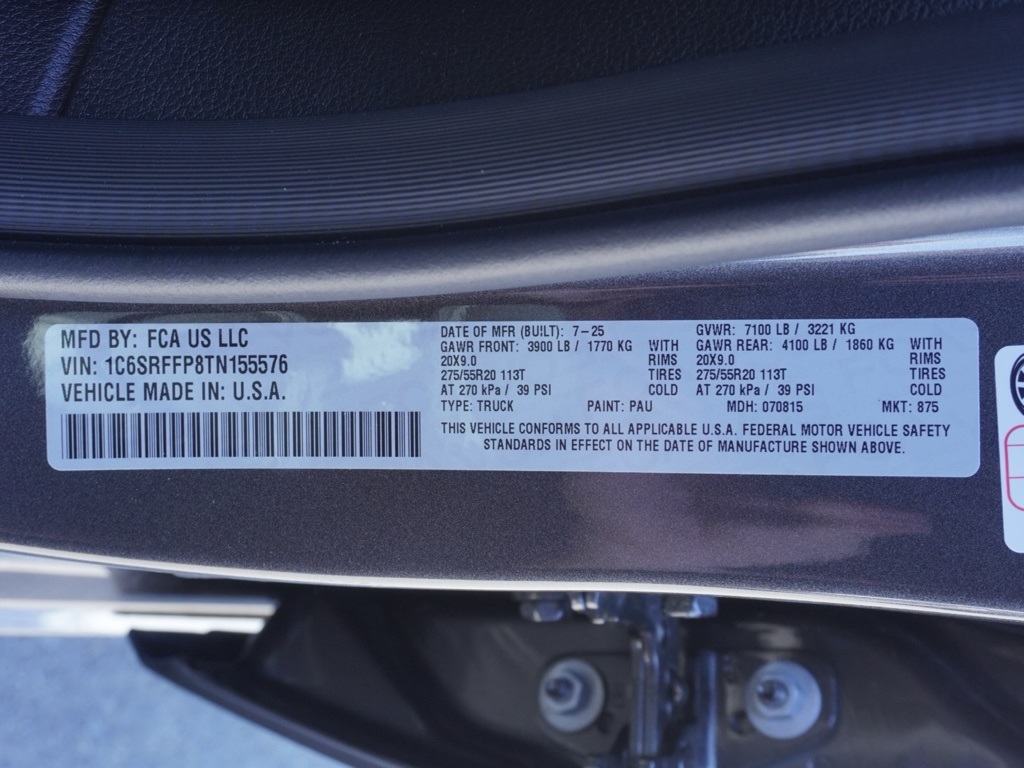 MFD BY: FCA US LLC
VIN: 1C6SRFFP8TN155576
VEHICLE MADE IN: U.S.A.
DATE OF MFR (BUILT): 7-25
GAWR FRONT: 3900 LB / 1770 KG WITH
20X9.0 RIMS
275/55R20 113T TIRES
AT 270 kPa / 39 PSI COLD
GVWR: 7100 LB / 3221 KG
GAWR REAR: 4100 LB / 1860 KG WITH
20X9.0 RIMS
275/55R20 113T TIRES
AT 270 kPa / 39 PSI COLD
TYPE: TRUCK PAINT: PAU MDH: 070815 MKT: 875
THIS VEHICLE CONFORMS TO ALL APPLICABLE U.S.A. FEDERAL MOTOR VEHICLE SAFETY
STANDARDS IN EFFECT ON THE DATE OF MANUFACTURE SHOWN ABOVE.